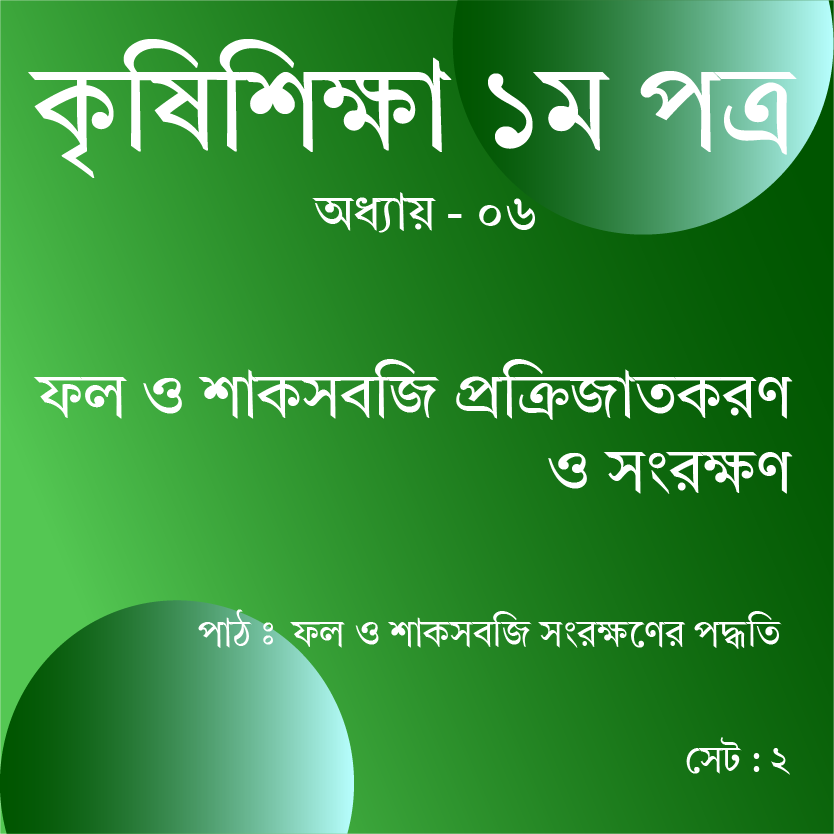 কৃষিশিক্ষা ১ম পত্র
অধ্যায় - ০৬
ফল ও শাকসবজি প্রক্রিজাতকরণ
ও সংরক্ষণ
পাঠ ঃ ফল ও শাকসবজি সংরক্ষণের পদ্ধতি
সেট : ২